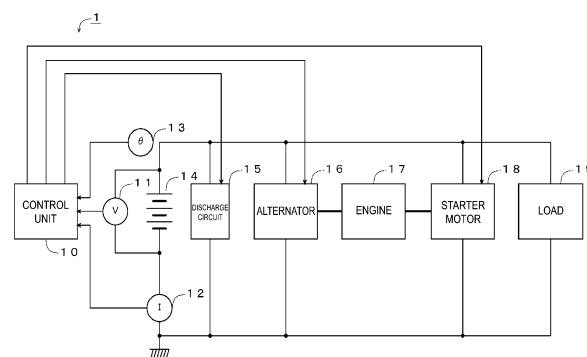 1
θ
13
11
V
14
15
16
17
18
19
CONTROL
UNIT
10
DISCHARGE
CIRCUIT
ALTERNATOR
ENGINE
STARTER
MOTOR
LOAD
I
12